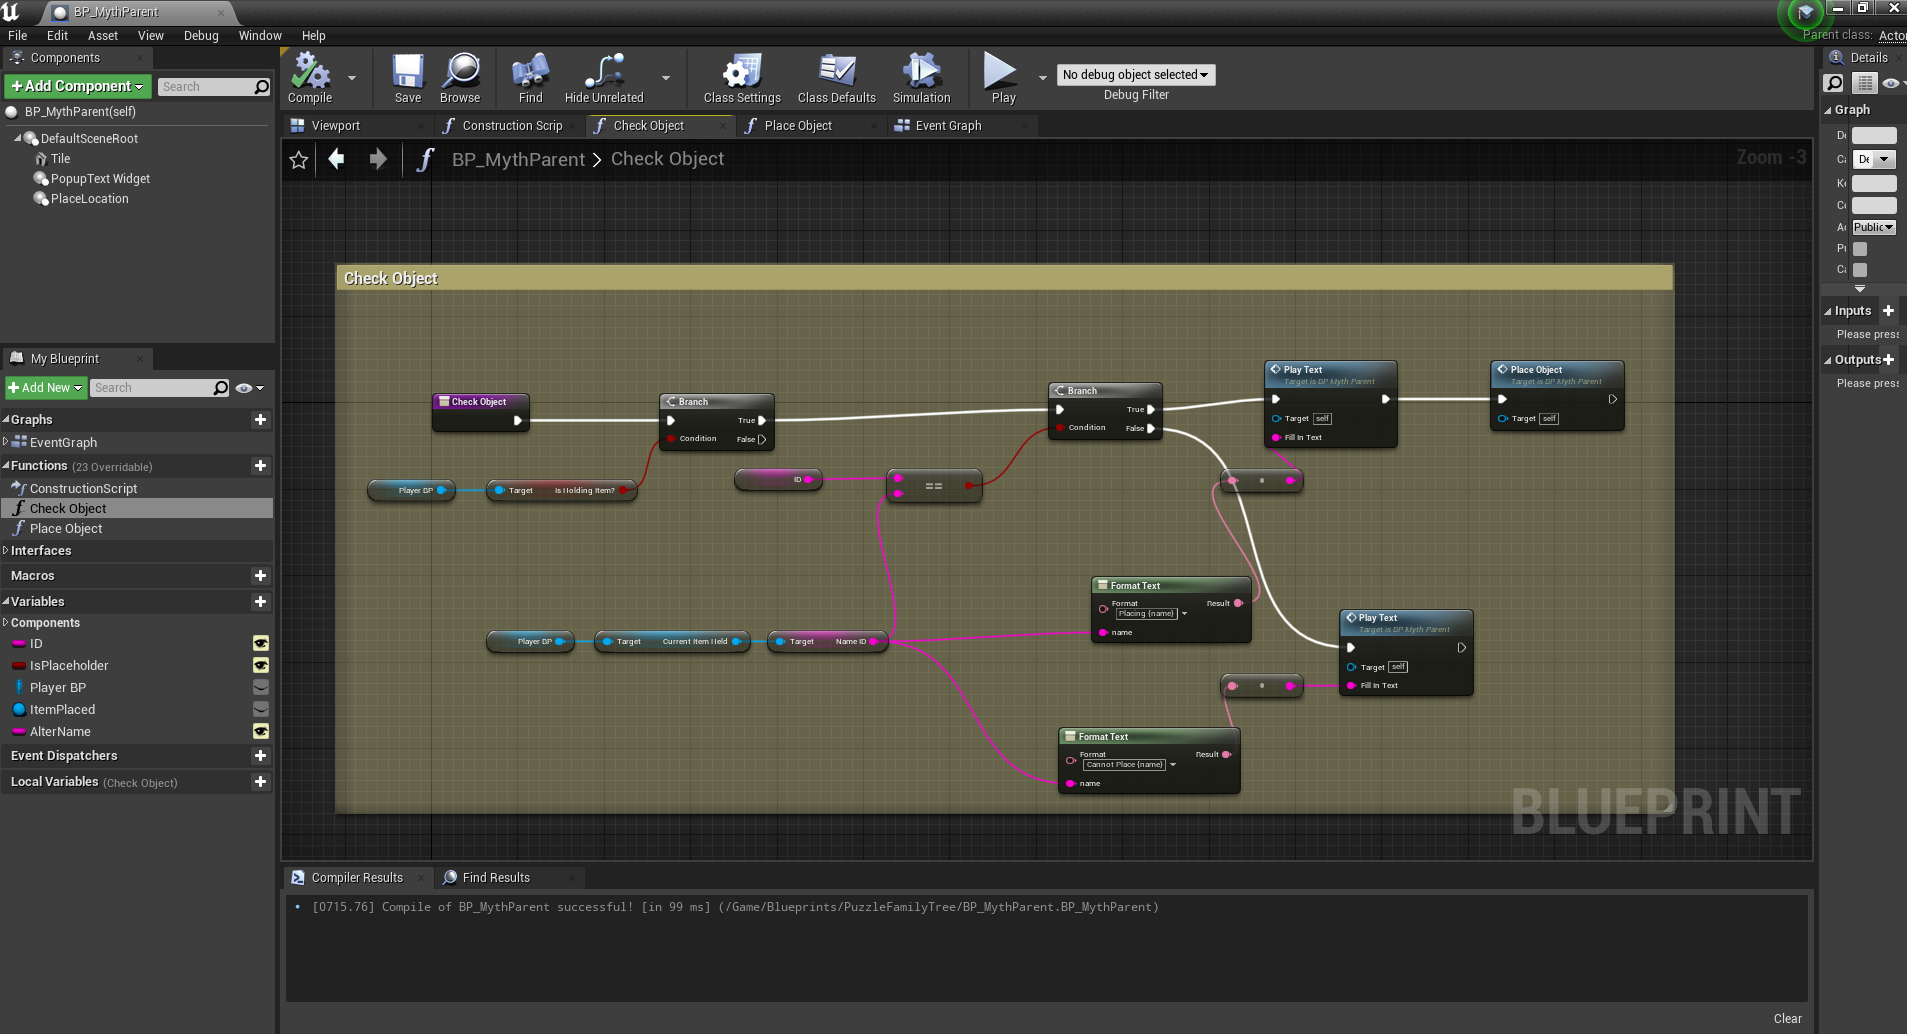 BP_MythParent
File Edit Asset View Debug Window Help
Parent class: Actor
Components
Add Component
Search
BP_MythParent(self)
DefaultSceneRoot
Tile
PopupText Widget
PlaceLocation
My Blueprint
Add New
Search
Graphs
EventGraph
Functions (23 Overridable)
ConstructionScript
Check Object
Place Object
Interfaces
Macros
Variables
Components
ID
IsPlaceholder
Player BP
ItemPlaced
AlterName
Event Dispatchers
Local Variables (Check Object)
Compile
Save
Browse
Find
Hide Unrelated
Class Settings
Class Defaults
Simulation
Play
No debug object selected
Debug Filter
Viewport
Construction Scrip
Check Object
Place Object
Event Graph
BP_MythParent > Check Object
Zoom -3
Check Object
Check Object
Branch
True
Condition
False
Player BP
Target
Is Holding Item?
ID
==
Branch
True
Condition
False
Play Text
Target is BP Myth Parent
Target self
Fill In Text
Place Object
Target is BP Myth Parent
Target self
Player BP
Target
Current Item Held
Target
Name ID
Format Text
Format
Placing {name}
Result
name
Play Text
Target is BP Myth Parent
Target self
Fill In Text
Format Text
Format
Cannot Place {name}
Result
name
BLUEPRINT
Compiler Results
Find Results
[0715.76] Compile of BP_MythParent successful! [in 99 ms] (/Game/Blueprints/PuzzleFamilyTree/BP_MythParent.BP_MythParent)
Clear
Details
Graph
De
Ca De
Ke
Co
Public
Ca
Inputs
Please press
Outputs
Please press